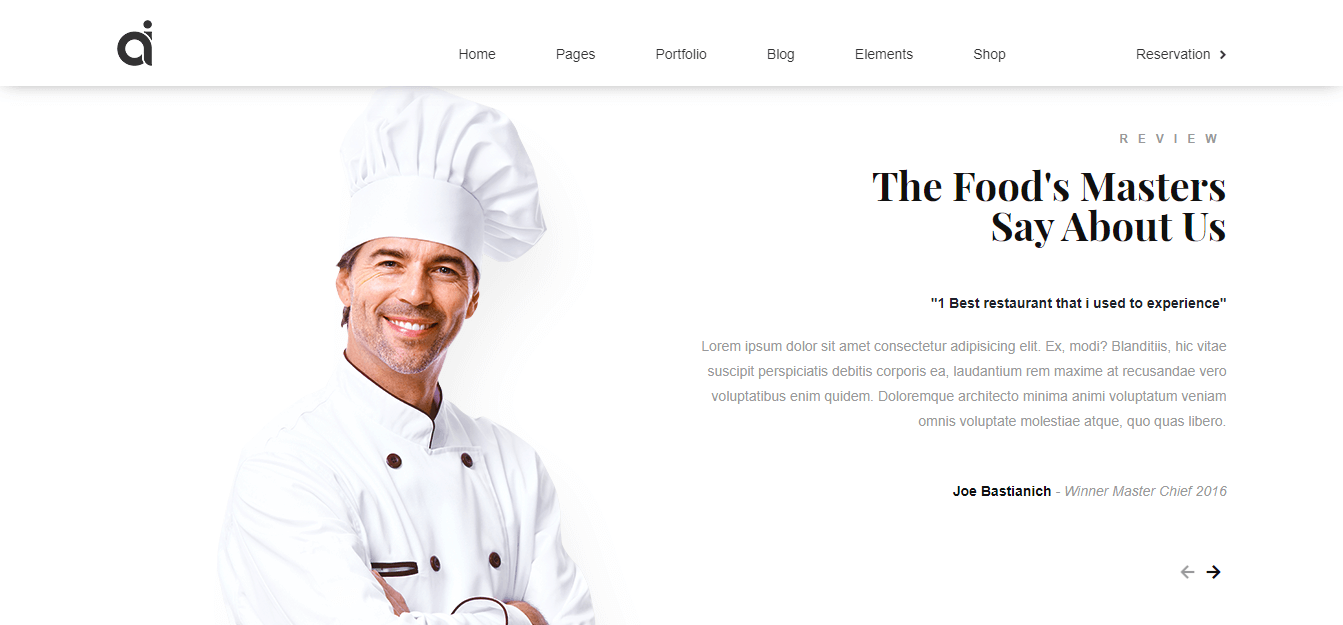 ai
Home Pages Portfolio Blog Elements Shop Reservation
REVIEW
The Food's Masters
Say About Us
"1 Best restaurant that i used to experience"
Lorem ipsum dolor sit amet consectetur adipisicing elit. Ex, modi? Blanditiis, hic vitae
suscipit perspiciatis debitis corporis ea, laudantium rem maxime at recusandae vero
voluptatibus enim quidem. Doloremque architecto minima animi voluptatum veniam
omnis voluptate molestiae atque, quo quas libero.
Joe Bastianich - Winner Master Chief 2016